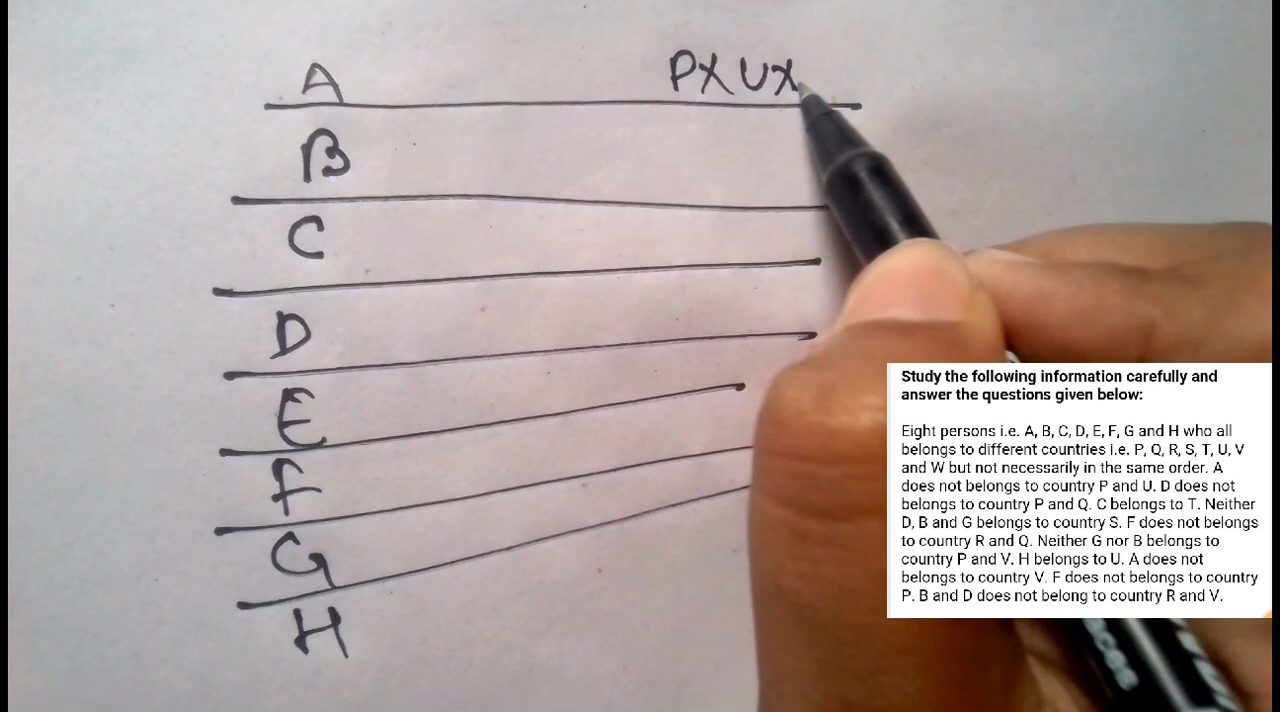 A PX UX
B
C
D
E
F
G
H
Study the following information carefully and
answer the questions given below:
Eight persons i.e. A, B, C, D, E, F, G and H who all
belongs to different countries i.e. P, Q, R, S, T, U, V
and W but not necessarily in the same order. A
does not belongs to country P and U. D does not
belongs to country P and Q. C belongs to T. Neither
D, B and G belongs to country S. F does not belongs
to country R and Q. Neither G nor B belongs to
country P and V. H belongs to U. A does not
belongs to country V. F does not belongs to country
P. B and D does not belong to country R and V.